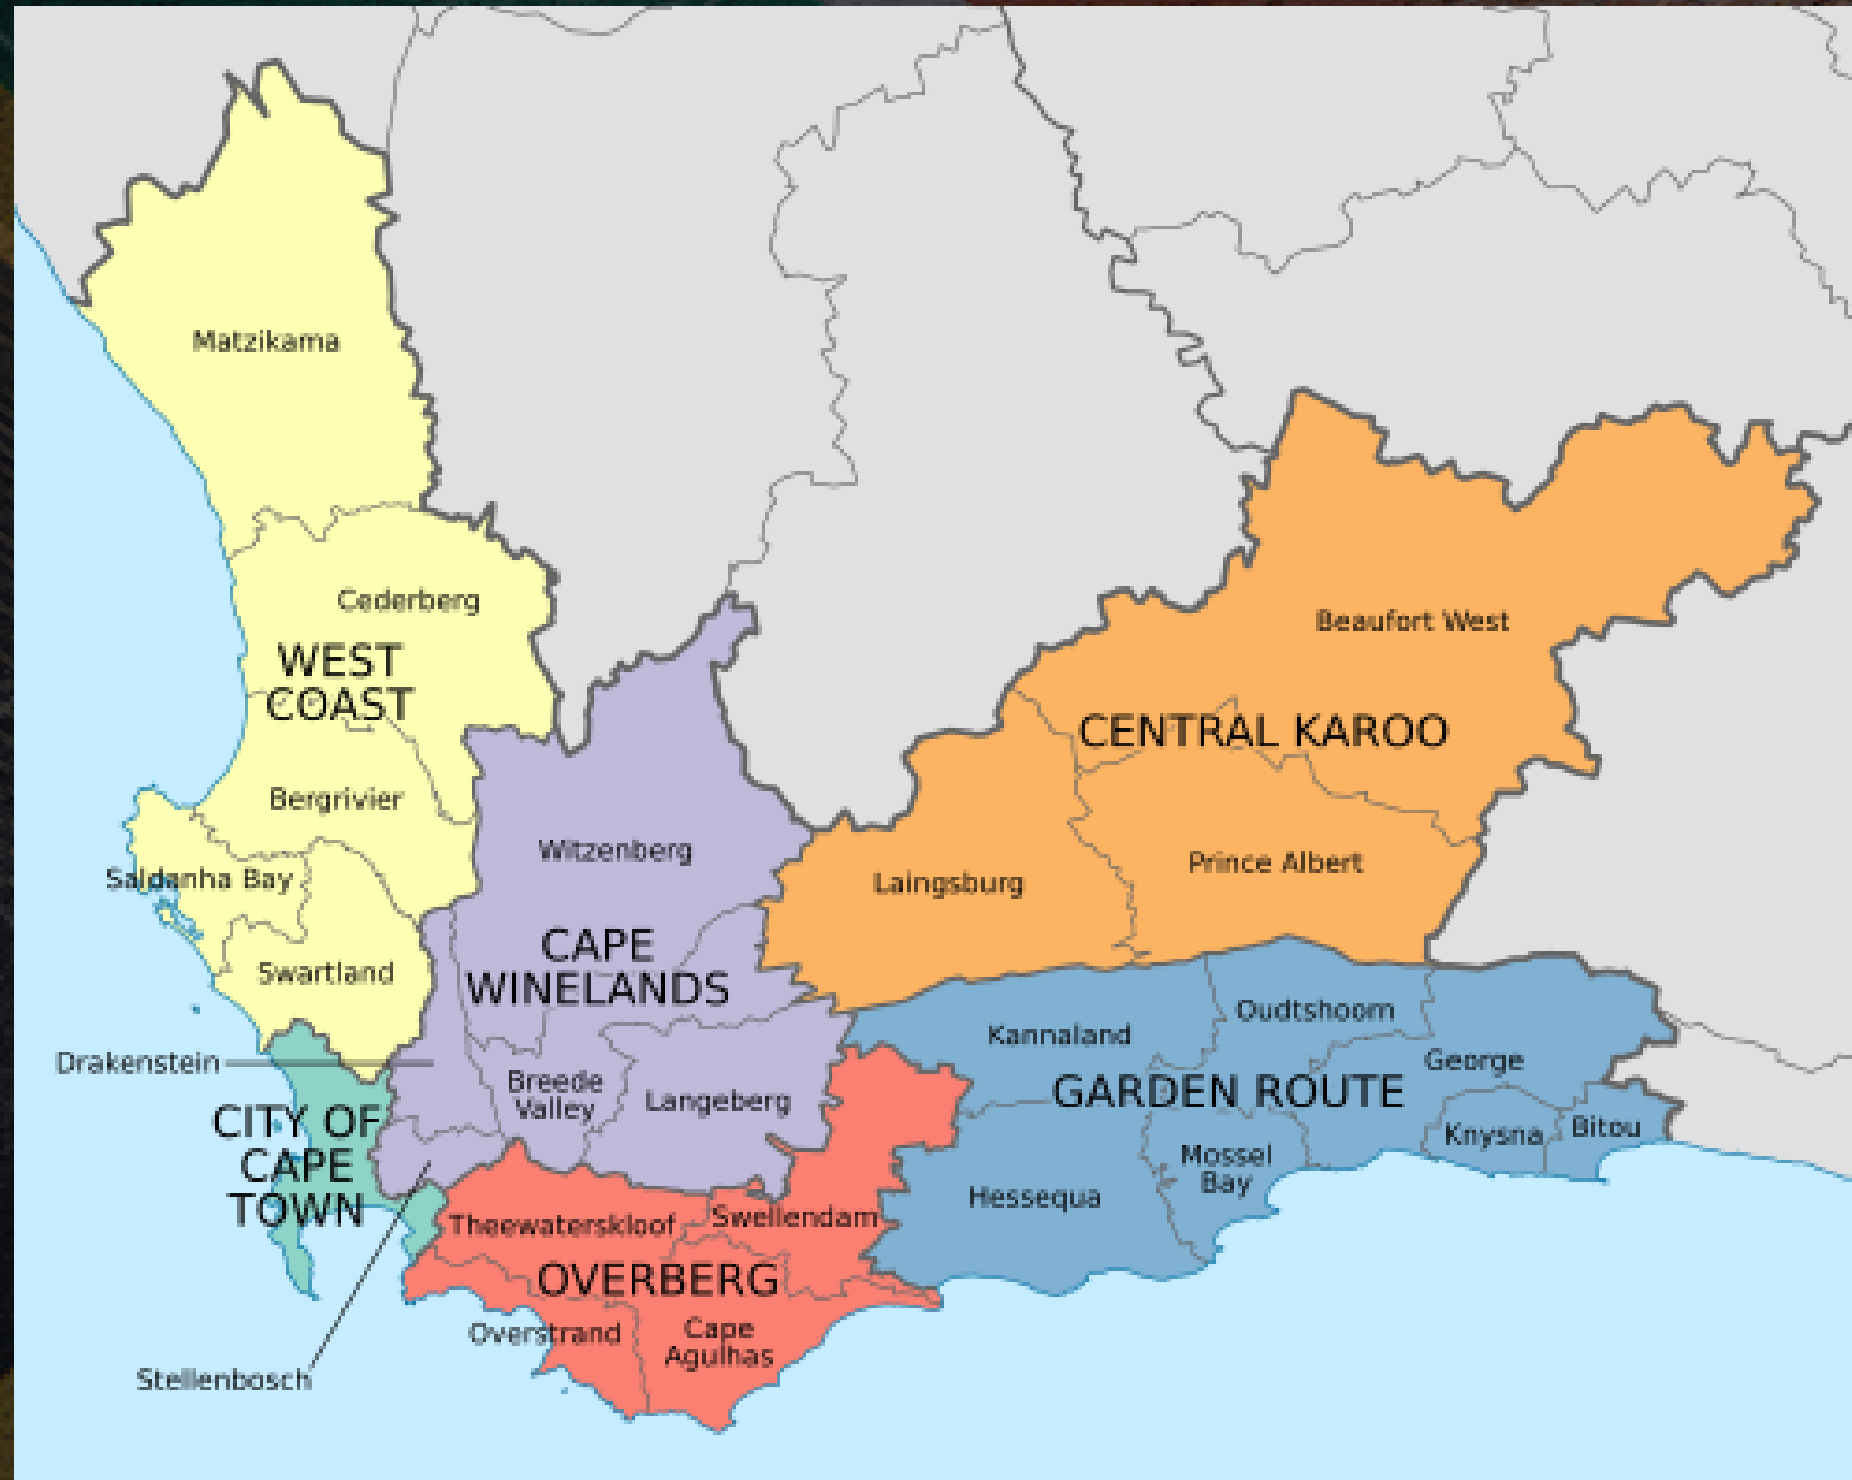 Matzikama
Cederberg
WEST
COAST
Bergrivier
Saldanha Bay
Swartland
Beaufort West
CENTRAL KAROO
Laingsburg
Prince Albert
Witzenberg
CAPE
WINELANDS
Drakenstein
Breede
Valley
Langeberg
Stellenbosch
CITY OF
CAPE
TOWN
Kannaland
Oudtshoorn
George
GARDEN ROUTE
Knysna
Bitou
Mossel
Bay
Hessequa
Theewaterskloof
Swellendam
OVERBERG
Overstrand
Cape
Agulhas